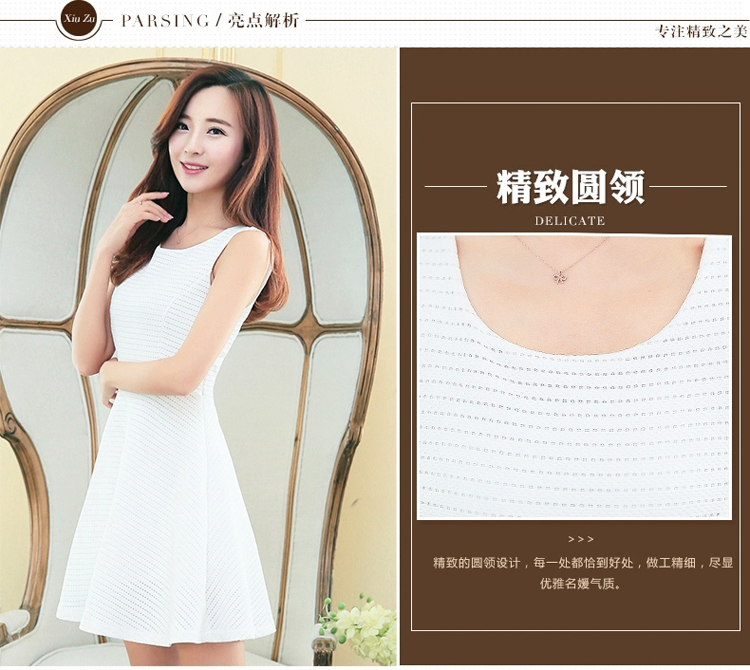 Xiu Zu
PARSING / 亮点解析
专注精致之美
精致圆领
DELICATE
>>>
精致的圆领设计，每一处都恰到好处，做工精细，尽显
优雅名媛气质。